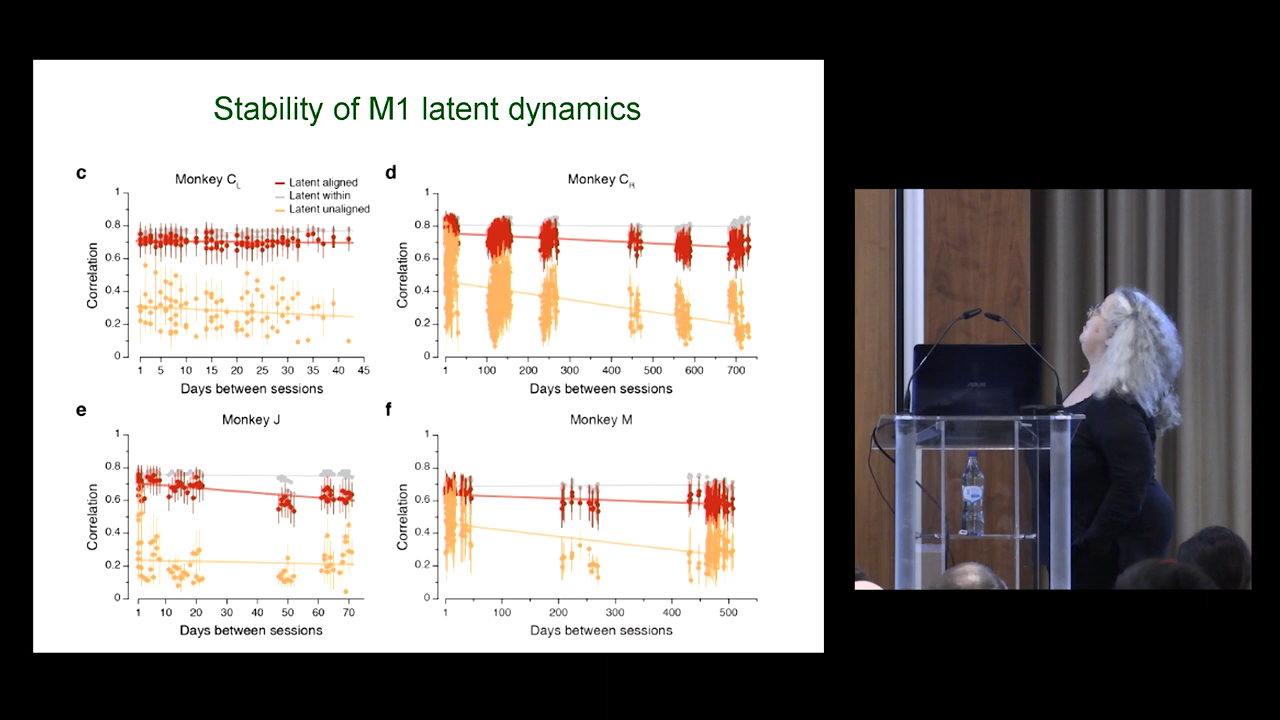 Stability of M1 latent dynamics
c
Monkey C_L
Latent aligned
Latent within
Latent unaligned
1
0.8
0.6
0.4
0.2
0
Correlation
1 5 10 15 20 25 30 35 40 45
Days between sessions
d
Monkey C_R
1
0.8
0.6
0.4
0.2
0
Correlation
1 100 200 300 400 500 600 700
Days between sessions
e
Monkey J
1
0.8
0.6
0.4
0.2
0
Correlation
1 10 20 30 40 50 60 70
Days between sessions
f
Monkey M
1
0.8
0.6
0.4
0.2
0
Correlation
1 100 200 300 400 500
Days between sessions
ASUS